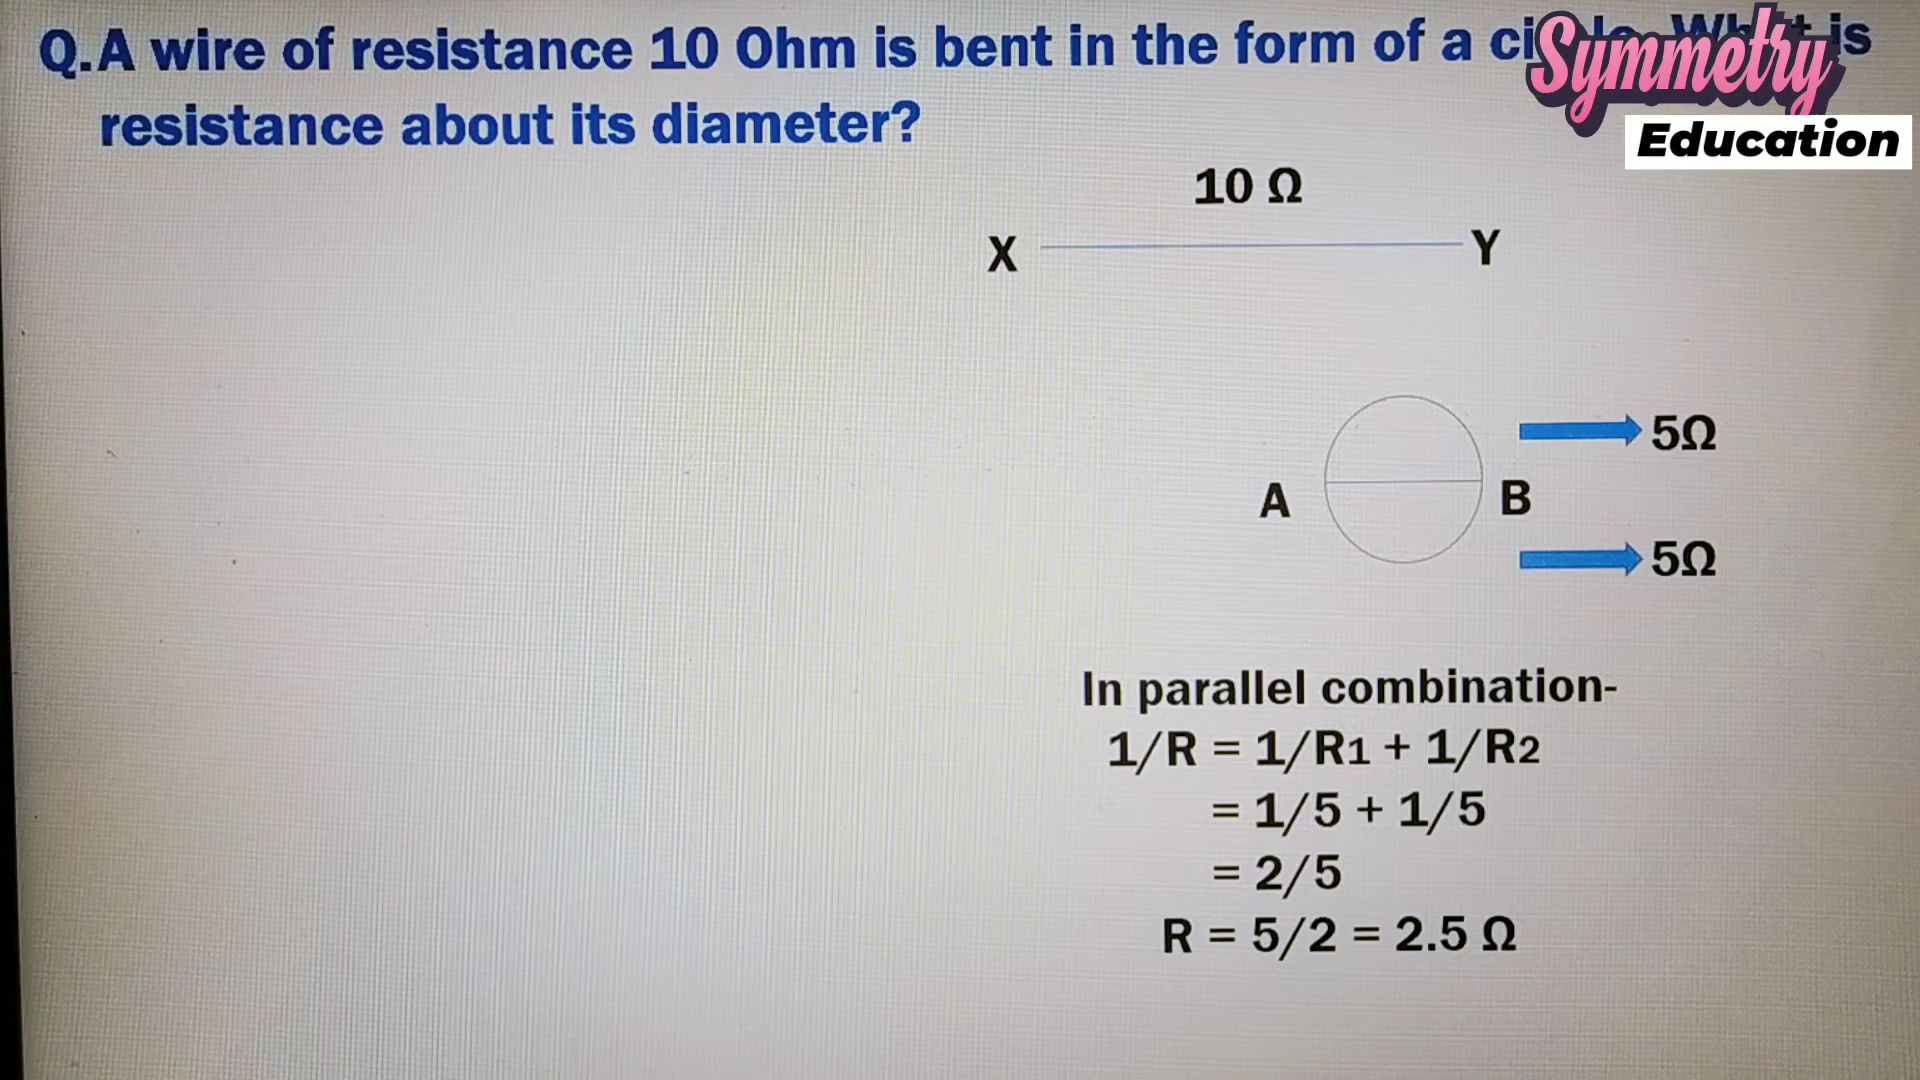 Q.A wire of resistance 10 Ohm is bent in the form of a is
resistance about its diameter?
Symmetry
Education
10 Ω
X Y
5Ω
A B
5Ω
In parallel combination-
1/R = 1/R1 + 1/R2
= 1/5 + 1/5
= 2/5
R = 5/2 = 2.5 Ω